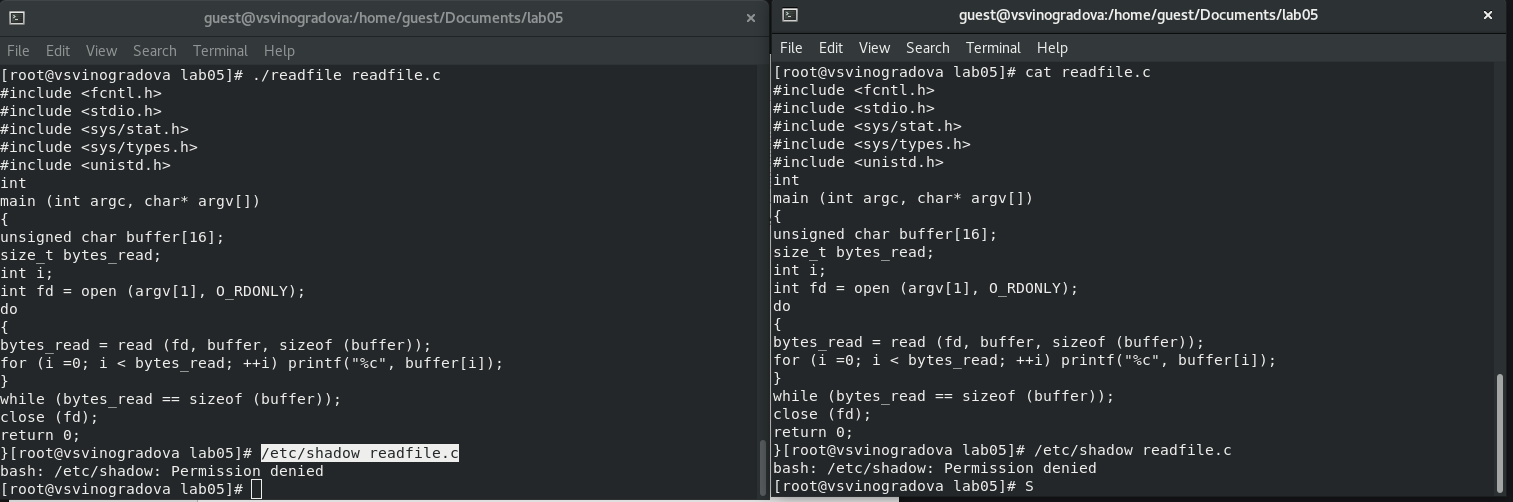 guest@vsvinogradova:/home/guest/Documents/lab05
File Edit View Search Terminal Help
[root@vsvinogradova lab05]# ./readfile readfile.c
#include <fcntl.h>
#include <stdio.h>
#include <sys/stat.h>
#include <sys/types.h>
#include <unistd.h>
int
main (int argc, char* argv[])
{
unsigned char buffer[16];
size_t bytes_read;
int i;
int fd = open (argv[1], O_RDONLY);
do
{
bytes_read = read (fd, buffer, sizeof (buffer));
for (i =0; i < bytes_read; ++i) printf("%c", buffer[i]);
}
while (bytes_read == sizeof (buffer));
close (fd);
return 0;
}[root@vsvinogradova lab05]# /etc/shadow readfile.c
bash: /etc/shadow: Permission denied
[root@vsvinogradova lab05]#
guest@vsvinogradova:/home/guest/Documents/lab05
File Edit View Search Terminal Help
[root@vsvinogradova lab05]# cat readfile.c
#include <fcntl.h>
#include <stdio.h>
#include <sys/stat.h>
#include <sys/types.h>
#include <unistd.h>
int
main (int argc, char* argv[])
{
unsigned char buffer[16];
size_t bytes_read;
int i;
int fd = open (argv[1], O_RDONLY);
do
{
bytes_read = read (fd, buffer, sizeof (buffer));
for (i =0; i < bytes_read; ++i) printf("%c", buffer[i]);
}
while (bytes_read == sizeof (buffer));
close (fd);
return 0;
}[root@vsvinogradova lab05]# /etc/shadow readfile.c
bash: /etc/shadow: Permission denied
[root@vsvinogradova lab05]# S